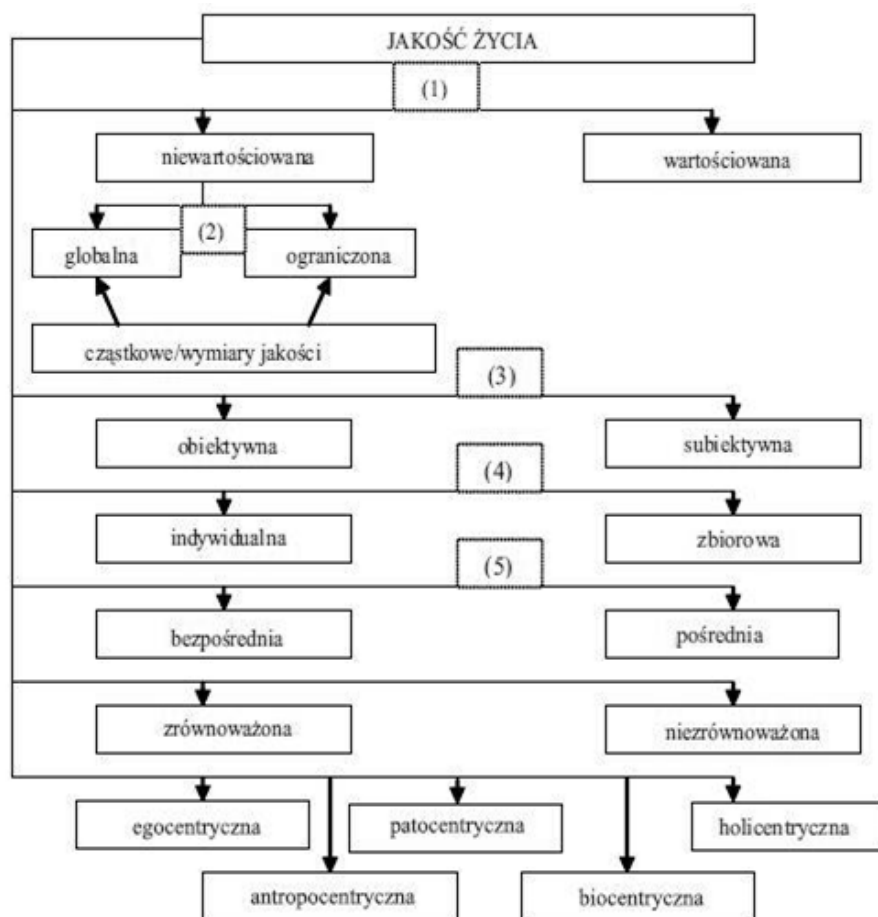 JAKOŚĆ ŻYCIA
(1)
niewartościowana
wartościowana
(2)
globalna
ograniczona
cząstkowe/wymiary jakości
(3)
obiektywna
subiektywna
(4)
indywidualna
zbiorowa
(5)
bezpośrednia
pośrednia
zrównoważona
niezrównoważona
egocentryczna
patocentryczna
holicentryczna
antropocentryczna
biocentryczna